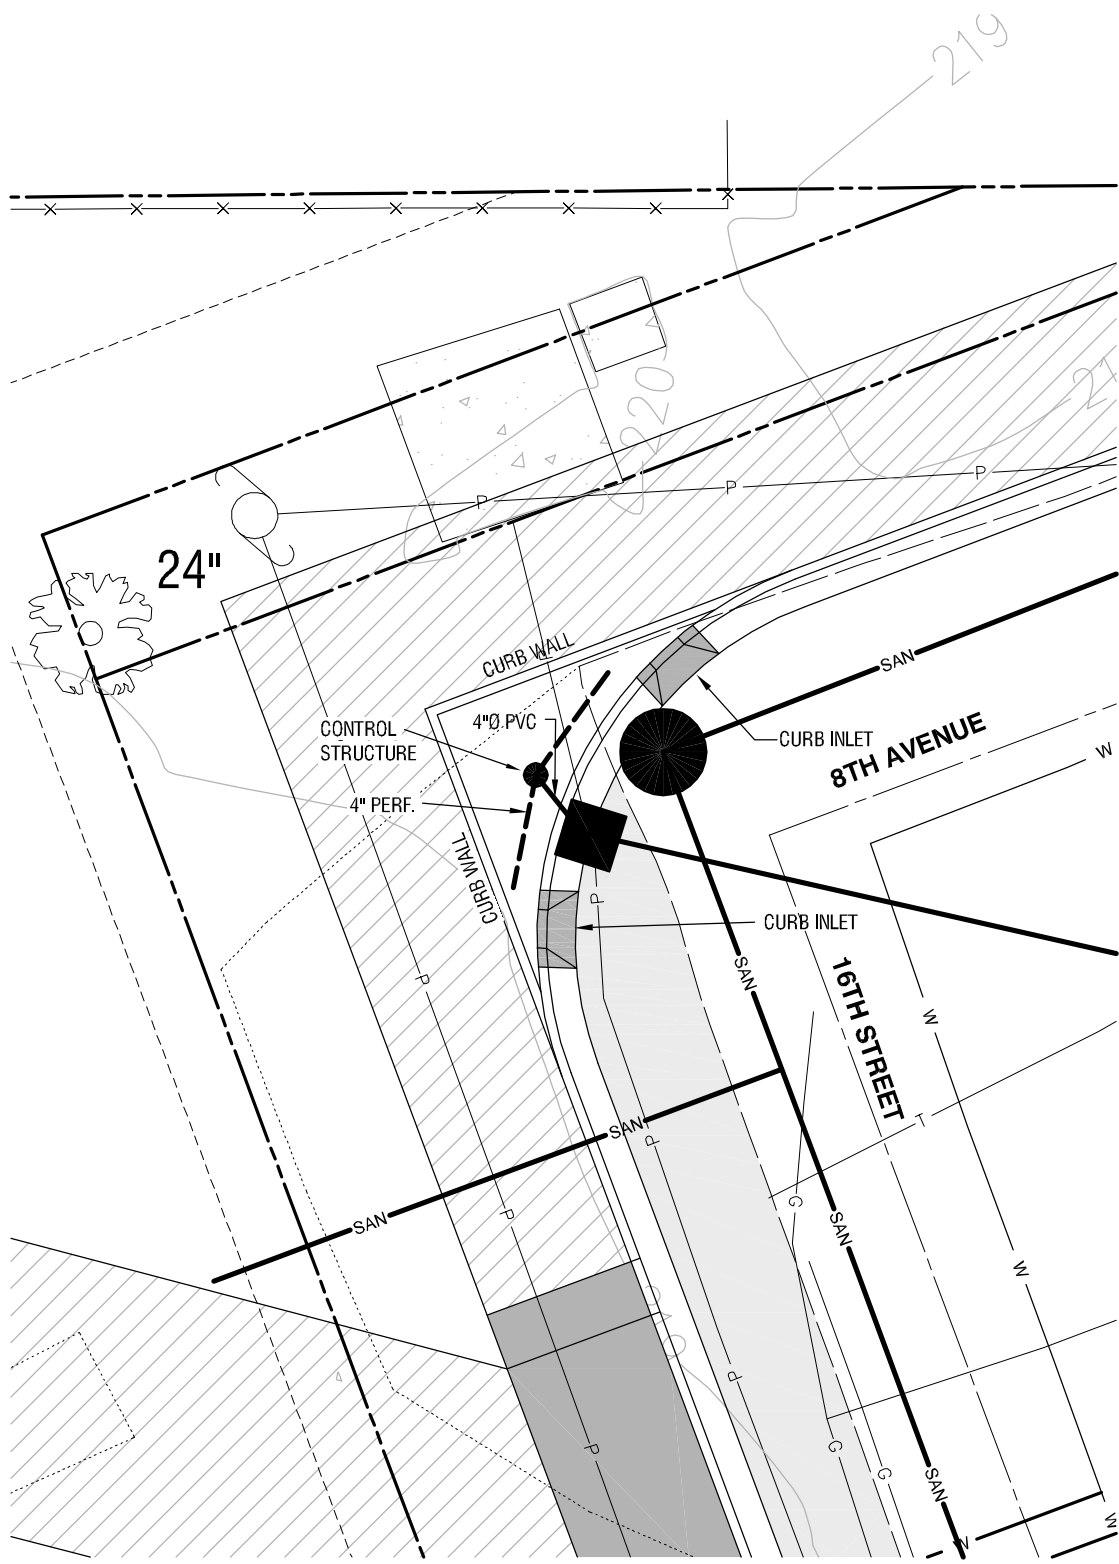 219
220
21
P
P
P
24"
CURB WALL
P
SAN
4"Ø PVC
CONTROL
STRUCTURE
CURB INLET
8TH AVENUE
W
4" PERF.
CURB WALL
P
CURB INLET
SAN
P
16TH STREET
W
T
SAN
P
SAN
P
G
SAN
W
P
P
G
G
SAN
W
W